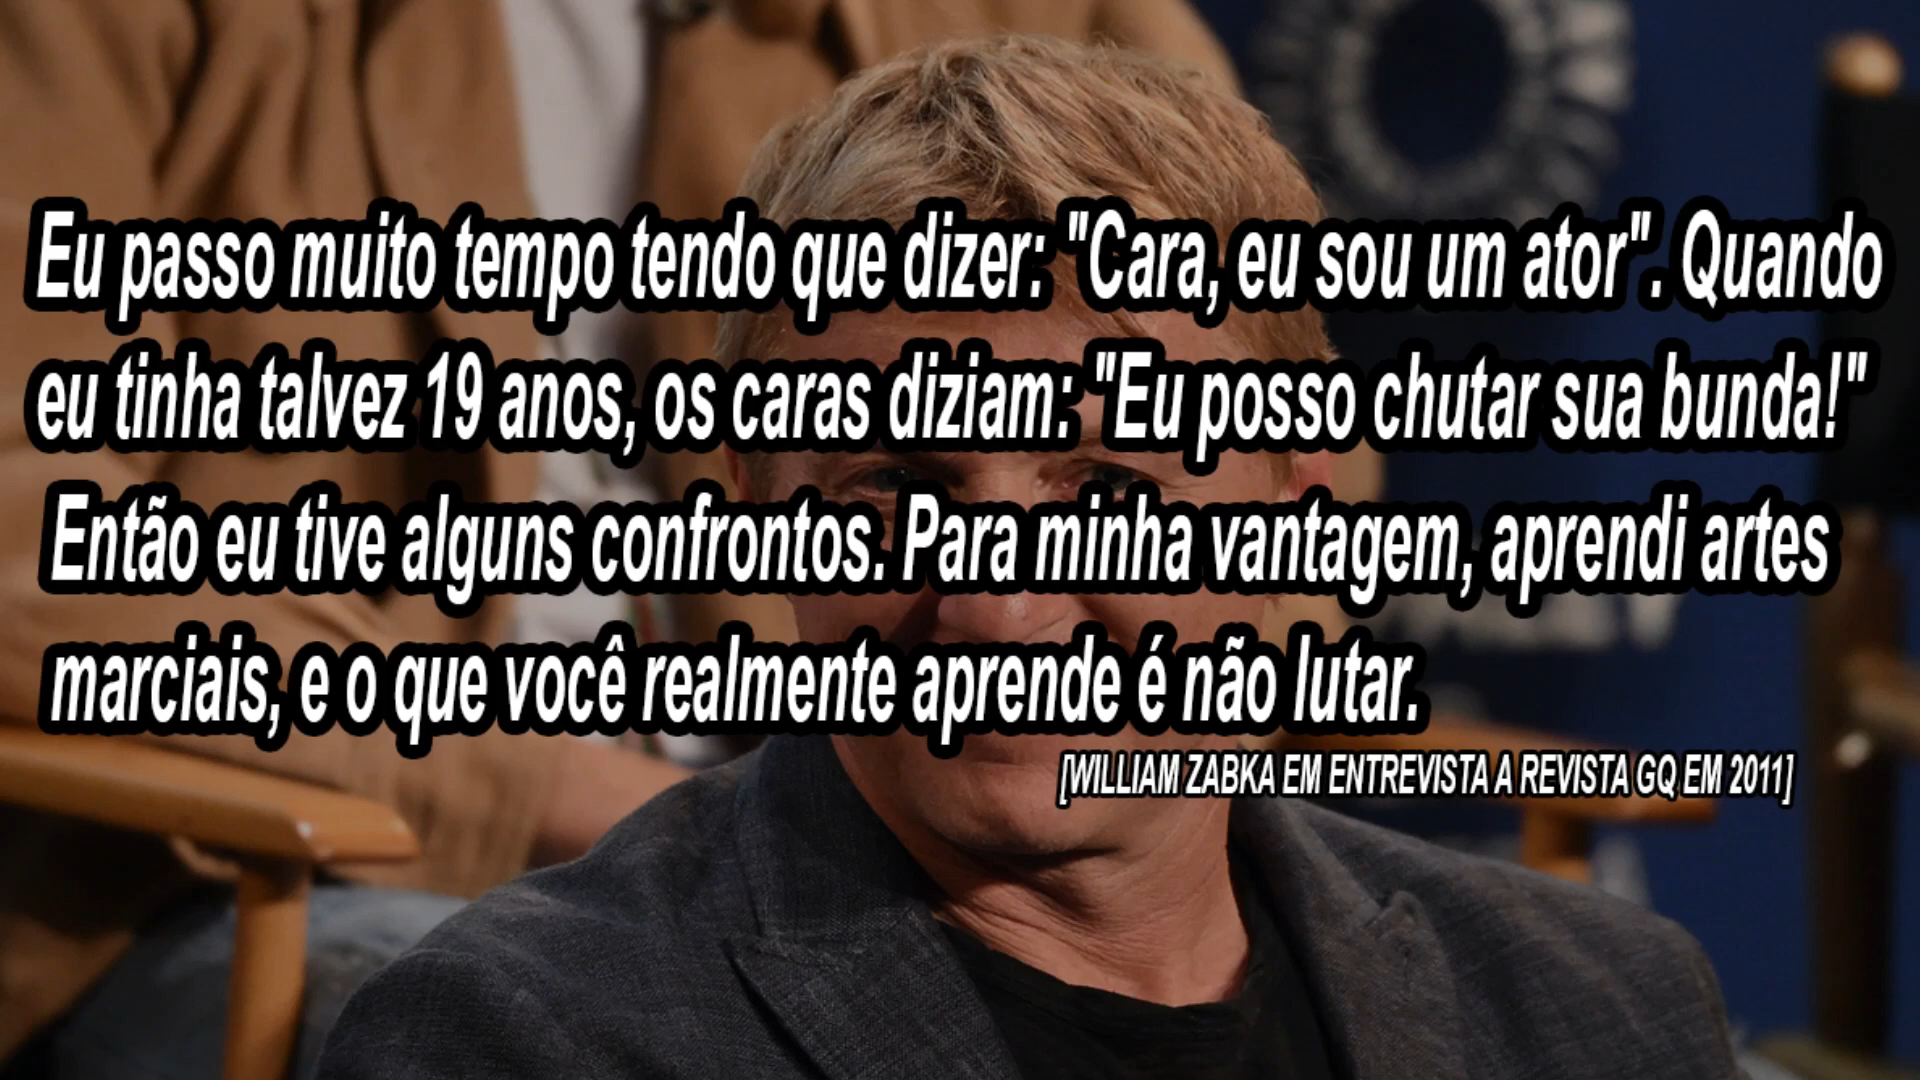 Eu passo muito tempo tendo que dizer: "Cara, eu sou um ator". Quando
eu tinha talvez 19 anos, os caras diziam: "Eu posso chutar sua bunda!"
Então eu tive alguns confrontos. Para minha vantagem, aprendi artes
marciais, e o que você realmente aprende é não lutar.
[WILLIAM ZABKA EM ENTREVISTA A REVISTA GQ EM 2011]